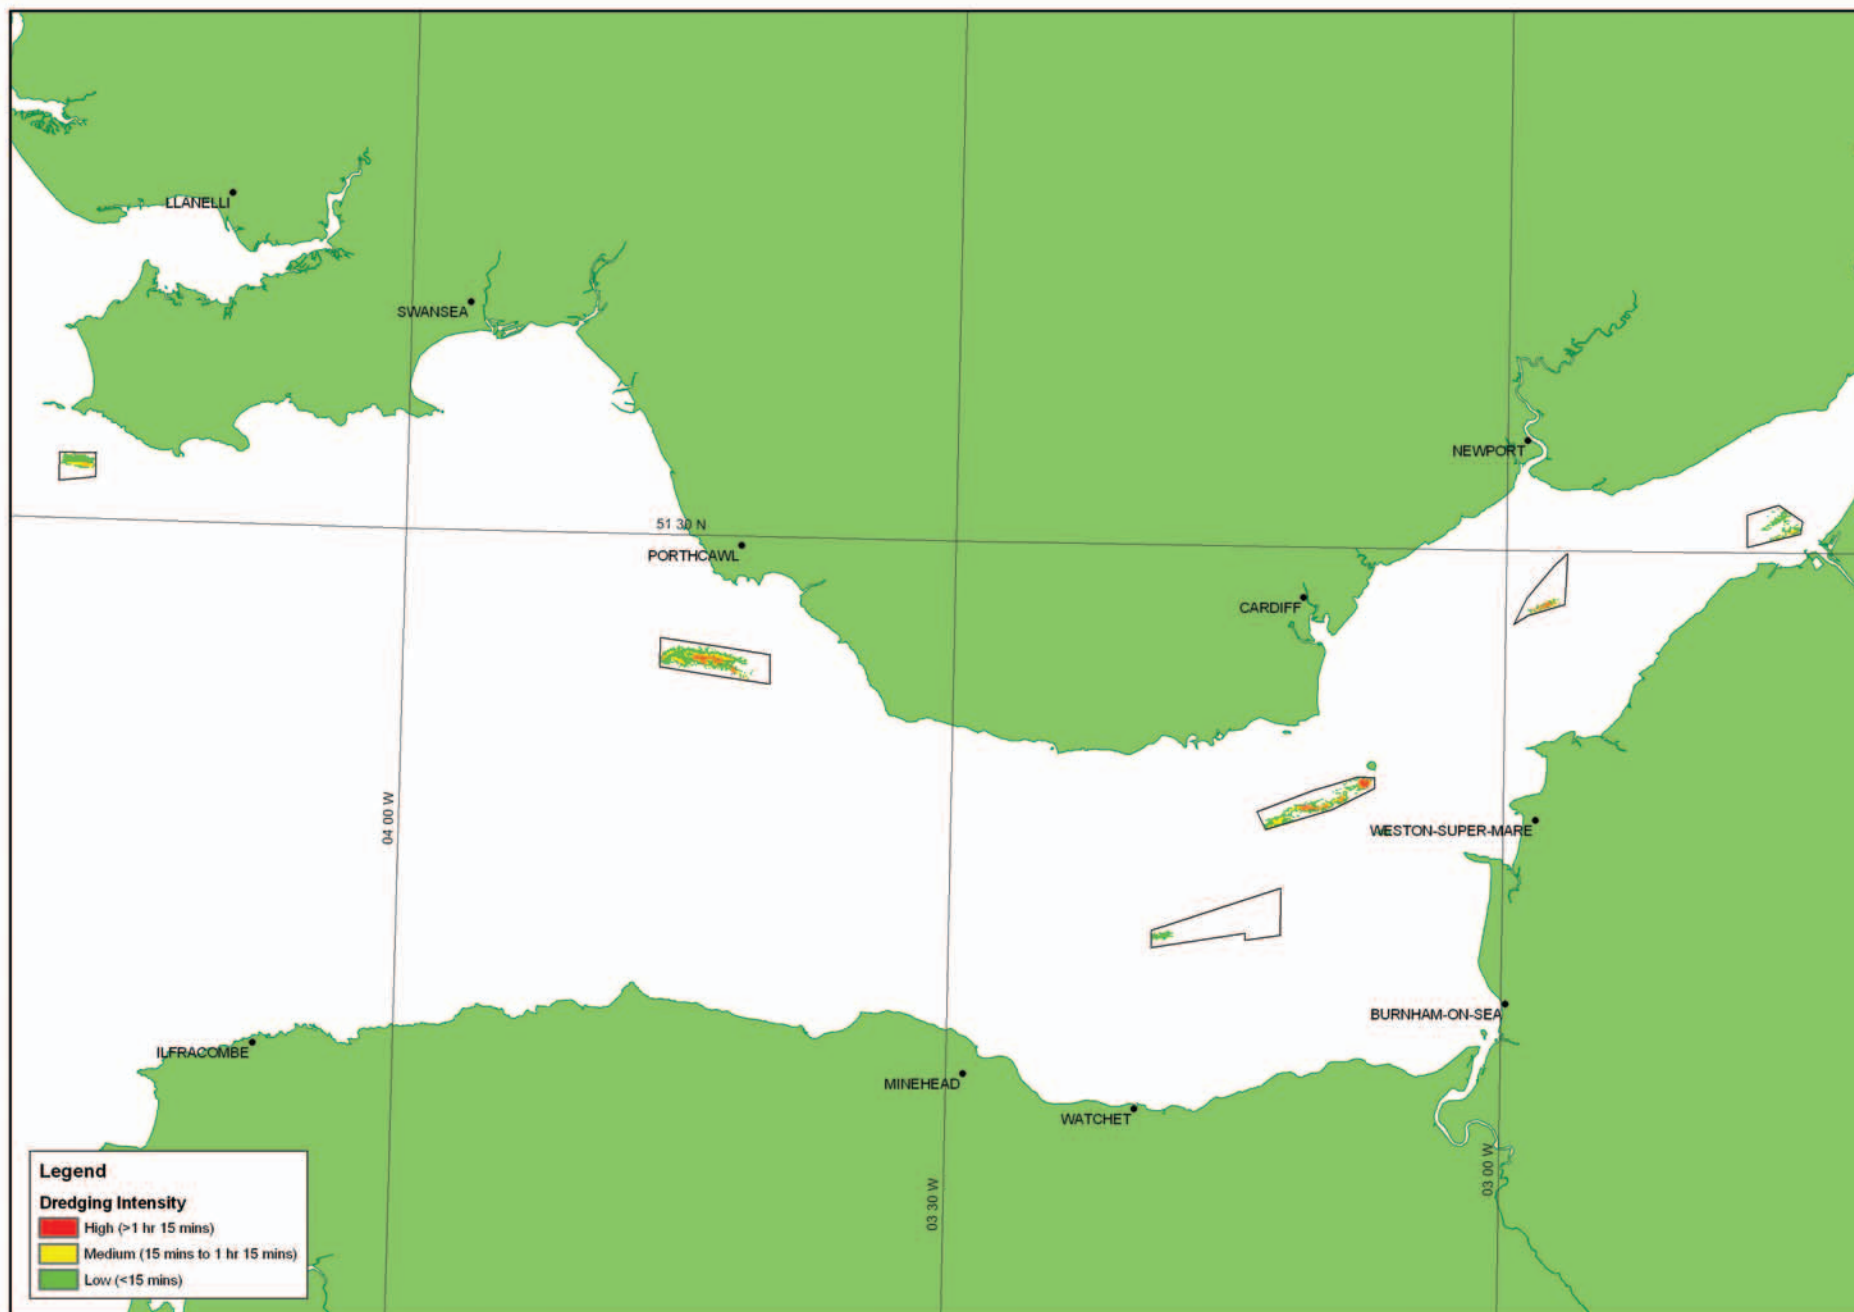 LLANELLI
SWANSEA
NEWPORT
51 30 N
PORTHCAWL
CARDIFF
04 00 W
WESTON-SUPER-MARE
BURNHAM-ON-SEA
ILFRACOMBE
MINEHEAD
WATCHET
03 30 W
03 00 W
Legend
Dredging Intensity
High (>1 hr 15 mins)
Medium (15 mins to 1 hr 15 mins)
Low (<15 mins)